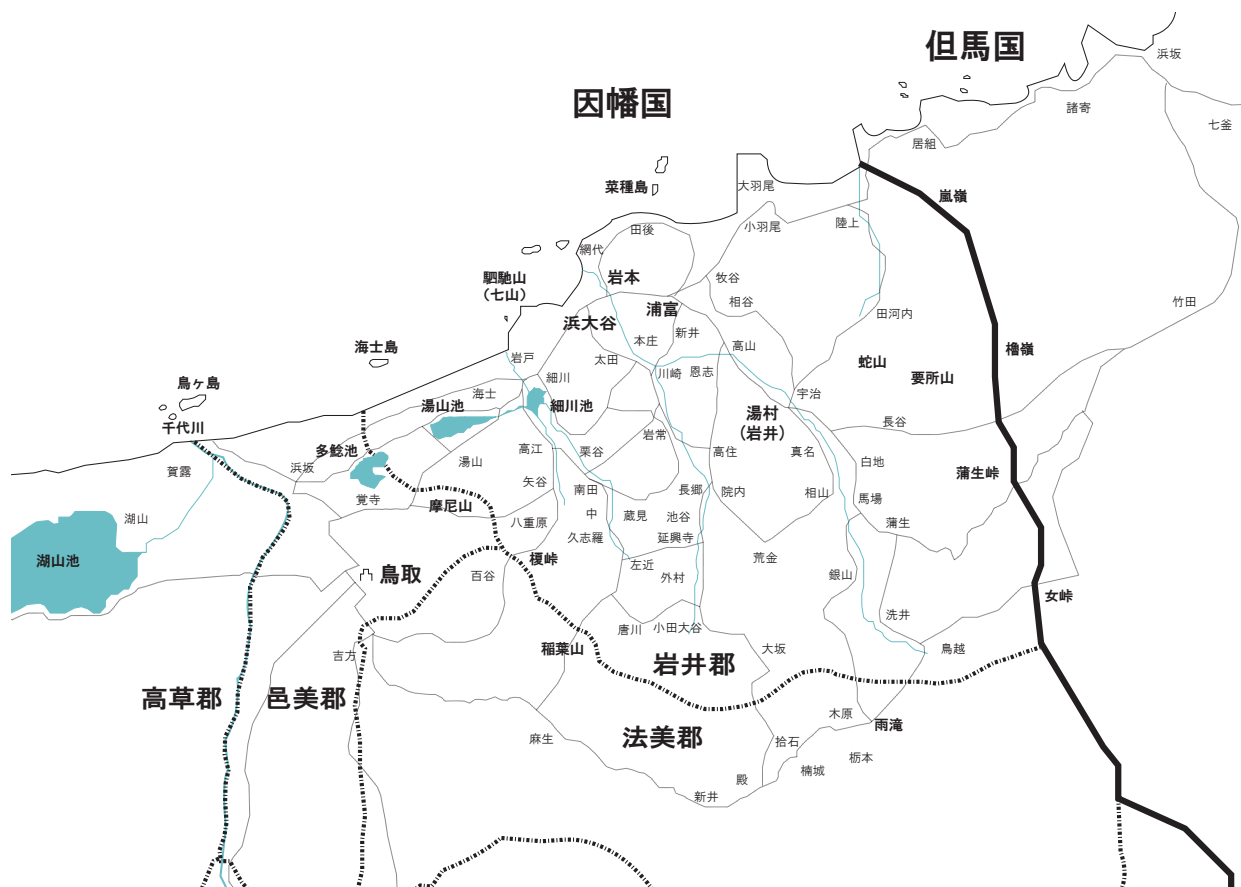 但馬国
浜坂
因幡国
諸寄
七釜
居組
菜種島
大羽尾
嵐嶺
小羽尾
陸上
田後
網代
駟馳山
(七山)
岩本
牧谷
相谷
竹田
浦富
浜大谷
田河内
新井
本庄
高山
櫓嶺
海士島
岩戸
太田
蛇山
要所山
川崎
恩志
鳥ヶ島
細川
海士
宇治
湯山池
細川池
湯村
(岩井)
長谷
千代川
岩常
多鯰池
高江
栗谷
高住
真名
賀露
浜坂
湯山
白地
蒲生峠
覚寺
矢谷
南田
長郷
院内
相山
馬場
摩尼山
湖山
八重原
中
蔵見
池谷
蒲生
久志羅
延興寺
湖山池
榎峠
荒金
鳥取
百谷
左近
外村
銀山
女峠
洗井
唐川
小田大谷
吉方
稲葉山
大坂
鳥越
岩井郡
高草郡
邑美郡
木原
雨滝
法美郡
麻生
拾石
栃本
楠城
殿
新井